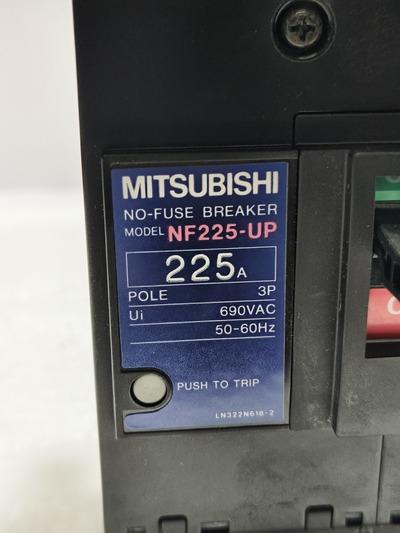 MITSUBISHI
NO-FUSE BREAKER
MODEL NF225-UP
225A
POLE 3P
Ui 690VAC
50-60Hz
PUSH TO TRIP
LN322N618-2